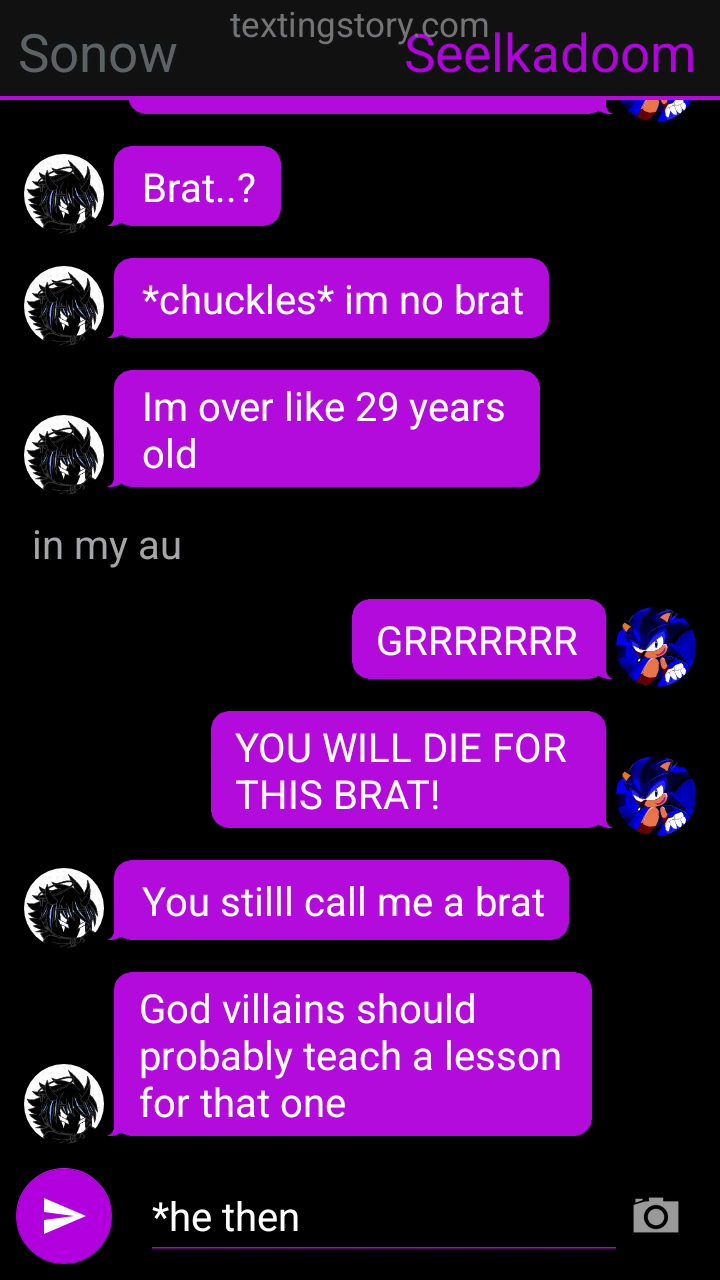 textingstory.com
Sonow
Seelkadoom
Brat..?
*chuckles* im no brat
Im over like 29 years
old
in my au
GRRRRRRR
YOU WILL DIE FOR
THIS BRAT!
You stilll call me a brat
God villains should
probably teach a lesson
for that one
*he then